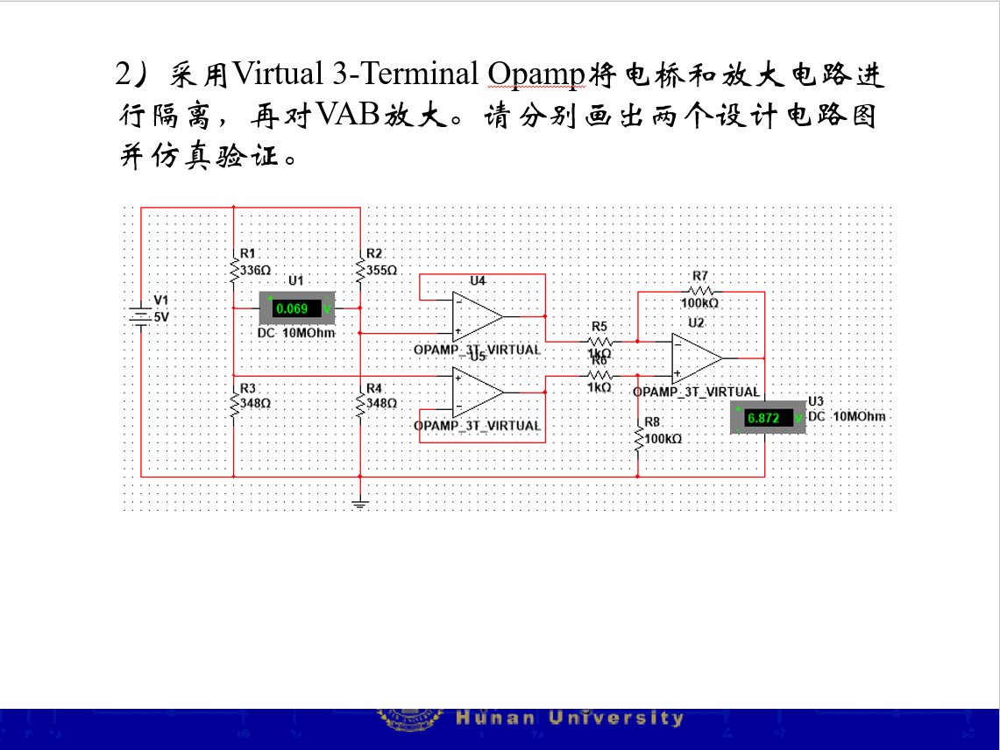 2）采用Virtual 3-Terminal Opamp将电桥和放大电路进
行隔离，再对VAB放大。请分别画出两个设计电路图
并仿真验证。
R1
336Ω
R2
355Ω
U1
+ -
0.069 V
DC 10MOhm
V1
5V
R3
348Ω
R4
348Ω
U4
OPAMP_3T_VIRTUAL
U5
OPAMP_3T_VIRTUAL
R5
1kΩ
R6
1kΩ
R7
100kΩ
U2
OPAMP_3T_VIRTUAL
R8
100kΩ
U3
6.872 V
DC 10MOhm
Hunan University